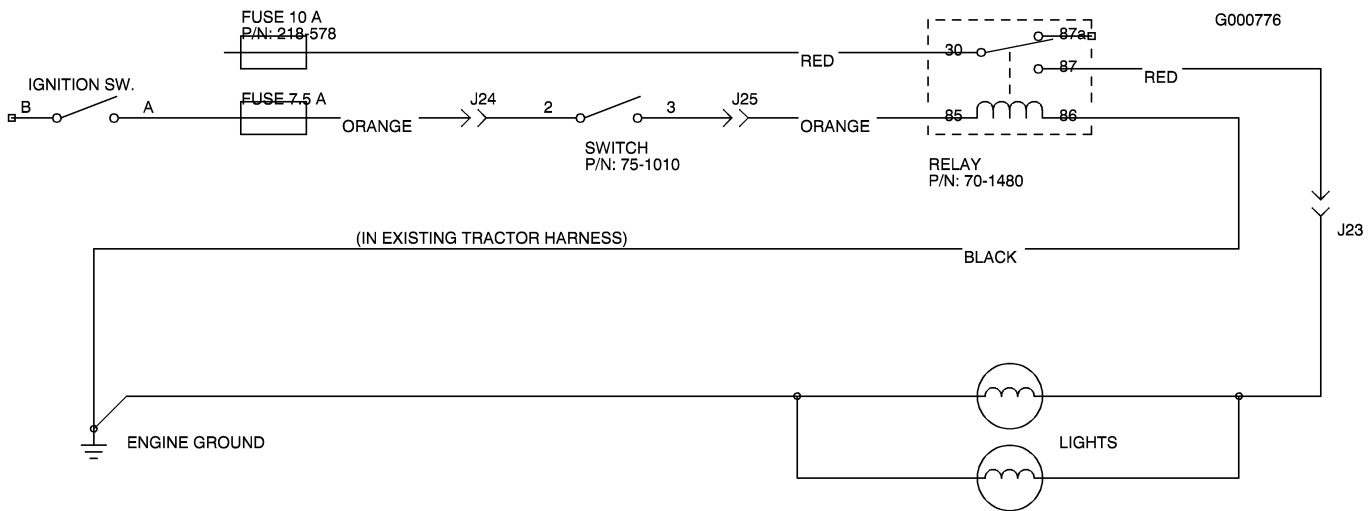 FUSE 10 A
P/N: 218-578
G000776
87a
30
RED
87
RED
IGNITION SW.
B
A
FUSE 7.5 A
ORANGE
J24
2
3
J25
ORANGE
85
86
SWITCH
P/N: 75-1010
RELAY
P/N: 70-1480
J23
(IN EXISTING TRACTOR HARNESS)
BLACK
ENGINE GROUND
LIGHTS